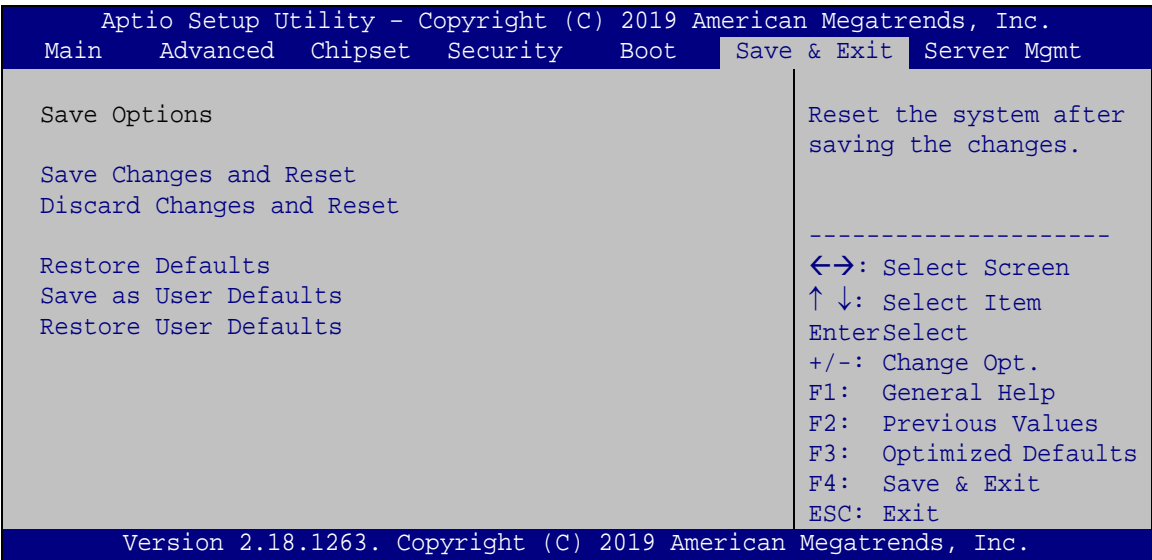 Aptio Setup Utility – Copyright (C) 2019 American Megatrends, Inc.
Main Advanced Chipset Security Boot Save & Exit Server Mgmt
Save Options
Save Changes and Reset
Discard Changes and Reset
Restore Defaults
Save as User Defaults
Restore User Defaults
Reset the system after
saving the changes.
---------------------
←→: Select Screen
↑ ↓: Select Item
EnterSelect
+/-: Change Opt.
F1: General Help
F2: Previous Values
F3: Optimized Defaults
F4: Save & Exit
ESC: Exit
Version 2.18.1263. Copyright (C) 2019 American Megatrends, Inc.